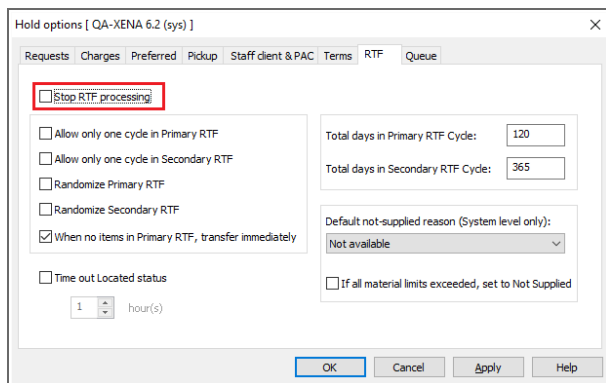 Hold options [ QA-XENA 6.2 (sys) ]
Requests Charges Preferred Pickup Staff client & PAC Terms RTF Queue
Stop RTF processing
Allow only one cycle in Primary RTF
Allow only one cycle in Secondary RTF
Randomize Primary RTF
Randomize Secondary RTF
When no items in Primary RTF, transfer immediately
Time out Located status
1 hour(s)
Total days in Primary RTF Cycle: 120
Total days in Secondary RTF Cycle: 365
Default not-supplied reason (System level only):
Not available
If all material limits exceeded, set to Not Supplied
OK Cancel Apply Help